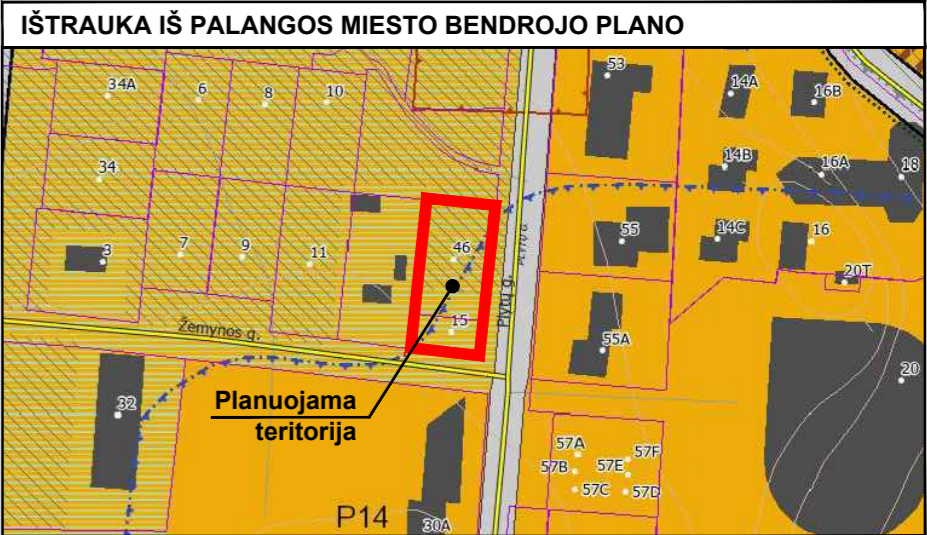 IŠTRAUKA IŠ PALANGOS MIESTO BENDROJO PLANO
34A
6
8
10
53
14A
16B
34
14B
16A
18
3
7
9
11
46
55
14C
16
20T
Plytų g.
PLYTŲ G.
15
Žemynos g.
55A
20
32
Planuojama
teritorija
57A
57F
57B
57E
57C
57D
P14
30A